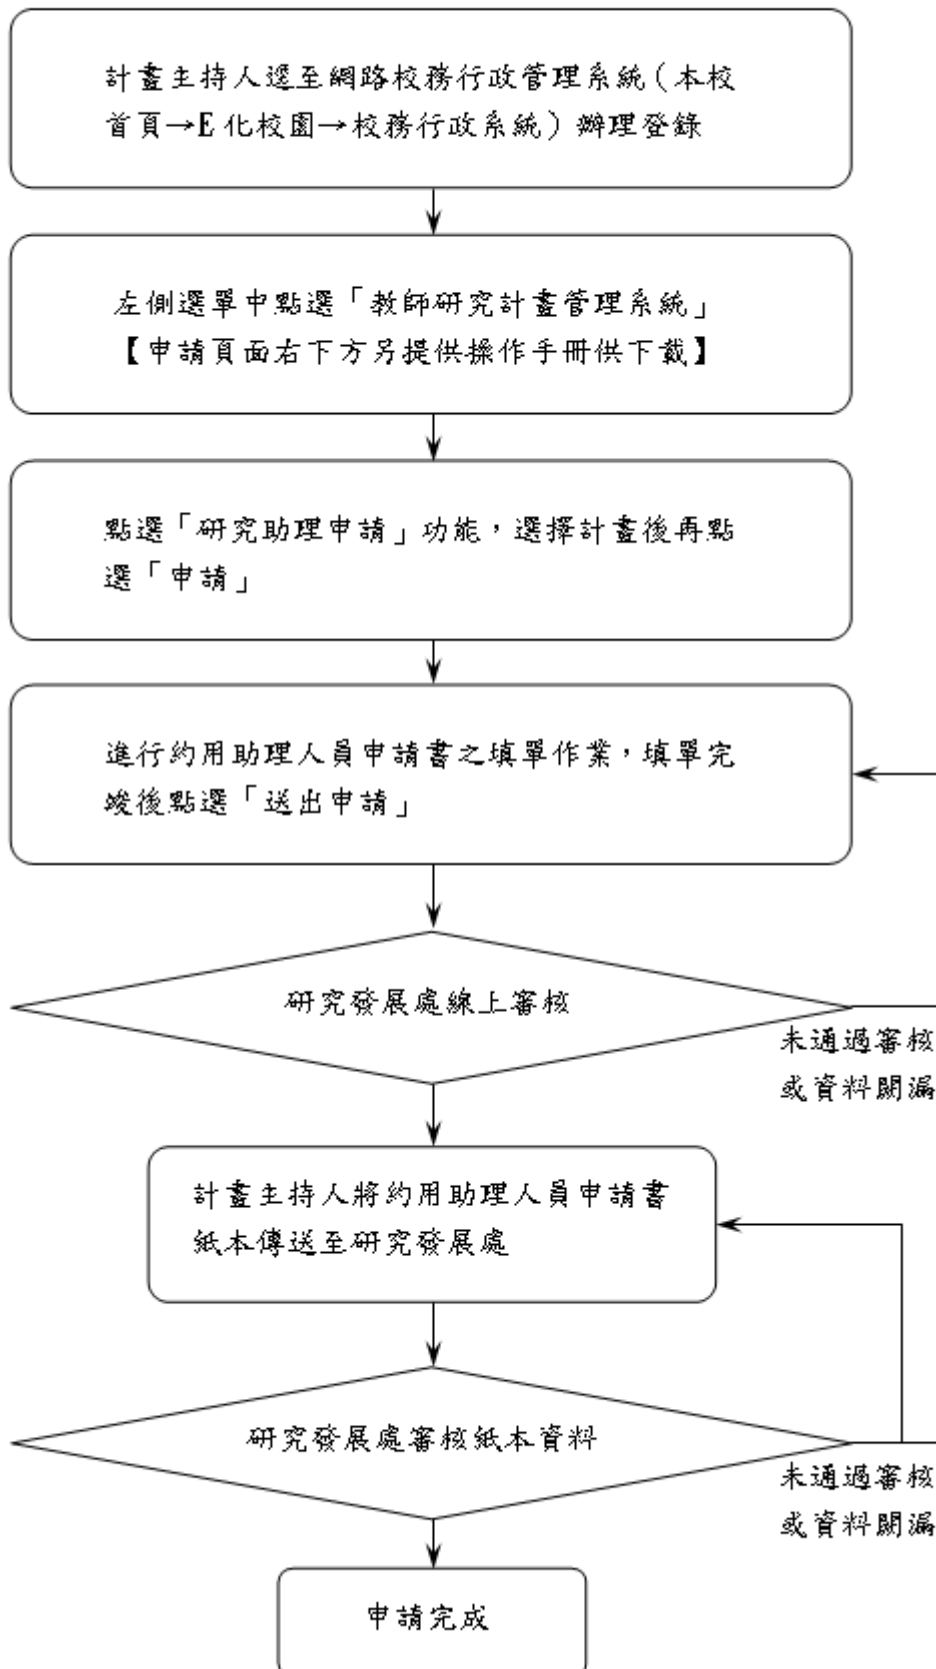 計畫主持人逕至網路校務行政管理系統（本校
首頁→E 化校園→校務行政系統）辦理登錄
左側選單中點選「教師研究計畫管理系統」
【申請頁面右下方另提供操作手冊供下載】
點選「研究助理申請」功能，選擇計畫後再點
選「申請」
進行約用助理人員申請書之填單作業，填單完
竣後點選「送出申請」
研究發展處線上審核
未通過審核
或資料闕漏
計畫主持人將約用助理人員申請書
紙本傳送至研究發展處
研究發展處審核紙本資料
未通過審核
或資料闕漏
申請完成